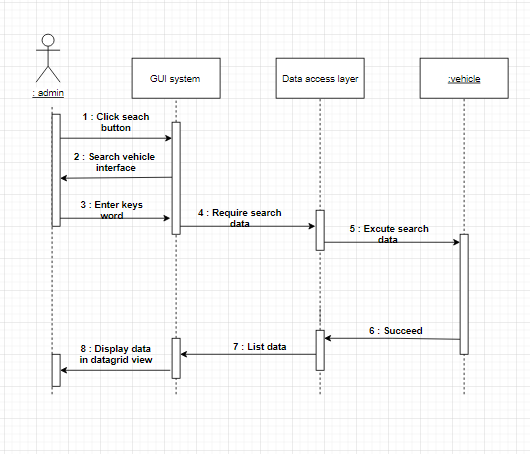 : admin
GUI system
Data access layer
:vehicle
1 : Click seach
button
2 : Search vehicle
interface
3 : Enter keys
word
4 : Require search
data
5 : Excute search
data
6 : Succeed
7 : List data
8 : Display data
in datagrid view